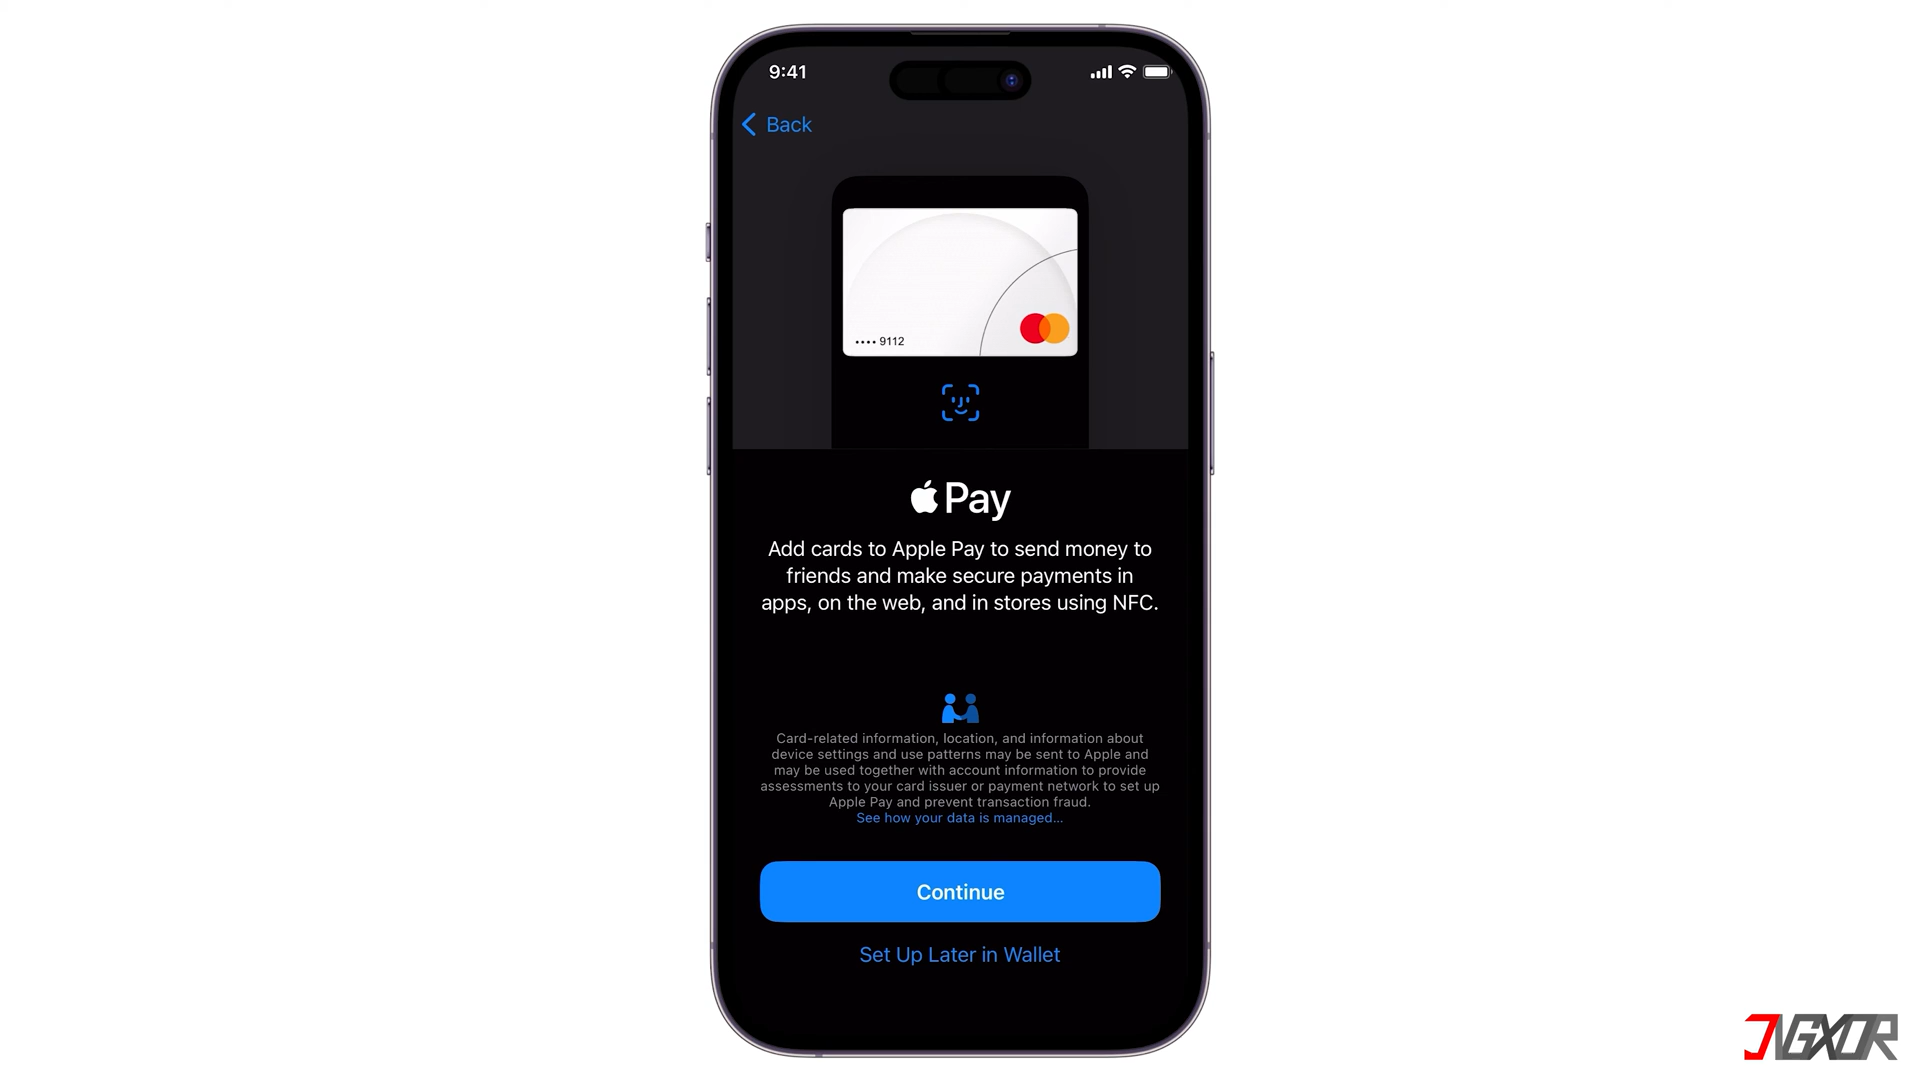 9:41
Back
•••• 9112
Pay
Add cards to Apple Pay to send money to
friends and make secure payments in
apps, on the web, and in stores using NFC.
Card-related information, location, and information about
device settings and use patterns may be sent to Apple and
may be used together with account information to provide
assessments to your card issuer or payment network to set up
Apple Pay and prevent transaction fraud.
See how your data is managed...
Continue
Set Up Later in Wallet
JVGXOR